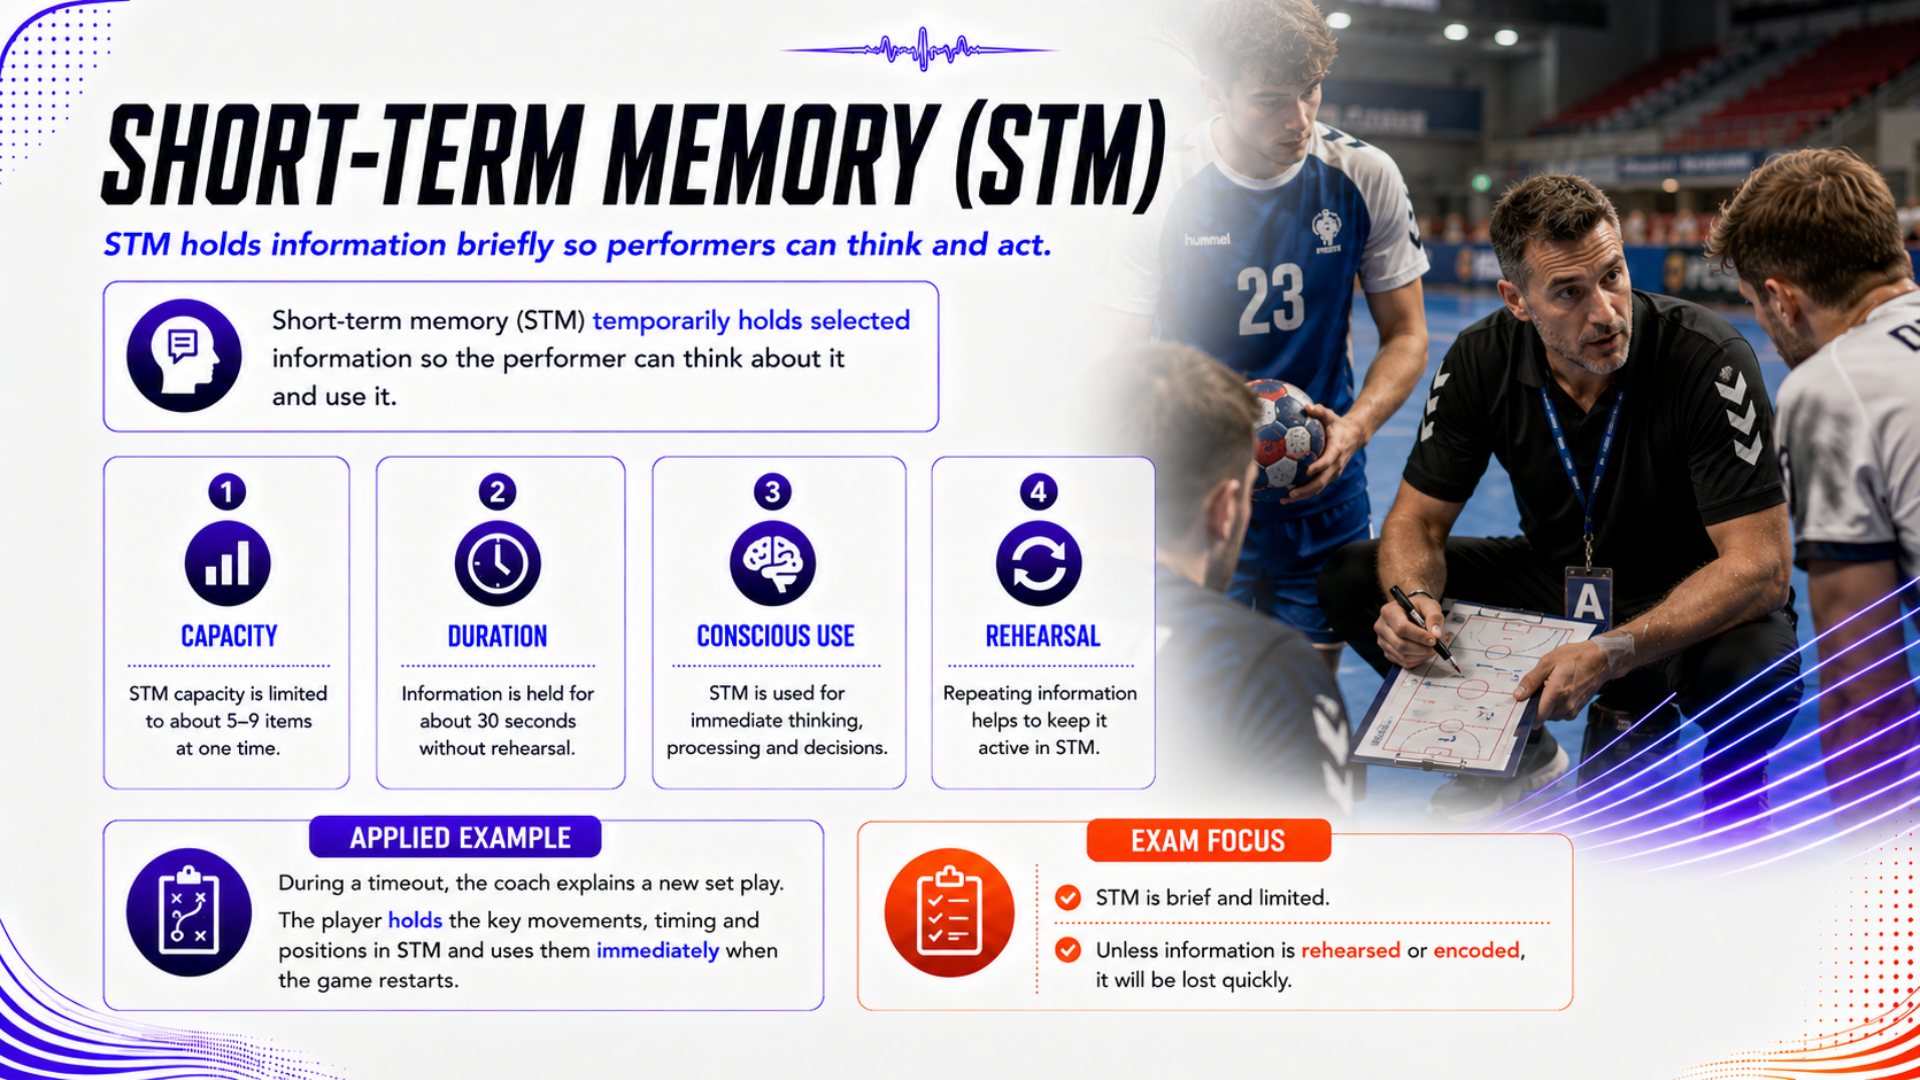 SHORT-TERM MEMORY (STM)
STM holds information briefly so performers can think and act.
Short-term memory (STM) temporarily holds selected
information so the performer can think about it
and use it.
1
CAPACITY
STM capacity is limited
to about 5–9 items
at one time.
2
DURATION
Information is held for
about 30 seconds
without rehearsal.
3
CONSCIOUS USE
STM is used for
immediate thinking,
processing and decisions.
4
REHEARSAL
Repeating information
helps to keep it
active in STM.
hummel
23
A
APPLIED EXAMPLE
During a timeout, the coach explains a new set play.
The player holds the key movements, timing and
positions in STM and uses them immediately when
the game restarts.
EXAM FOCUS
STM is brief and limited.
Unless information is rehearsed or encoded,
it will be lost quickly.